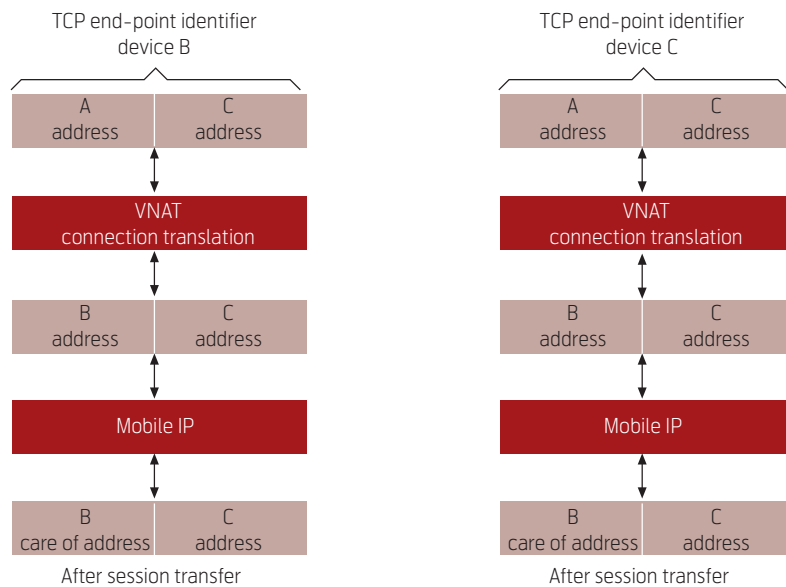 TCP end-point identifier
device B
A
address
C
address
VNAT
connection translation
B
address
C
address
Mobile IP
B
care of address
C
address
After session transfer
TCP end-point identifier
device C
A
address
C
address
VNAT
connection translation
B
address
C
address
Mobile IP
B
care of address
C
address
After session transfer